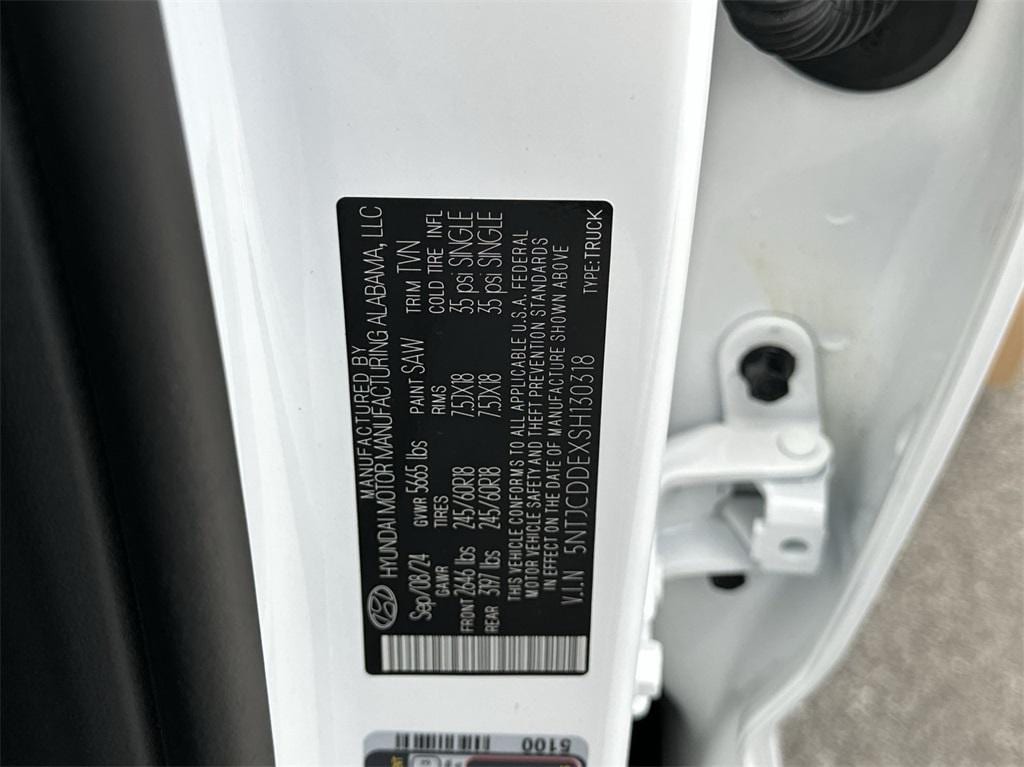 MANUFACTURED BY
HYUNDAI MOTOR MANUFACTURING ALABAMA, LLC
Sep/08/24 GVWR 5665 lbs PAINT SAW TRIM TVN
GAWR TIRES RIMS COLD TIRE INFL
FRONT 2646 lbs 245/60R18 7.5JX18 35 psi SINGLE
REAR 3197 lbs 245/60R18 7.5JX18 35 psi SINGLE
THIS VEHICLE CONFORMS TO ALL APPLICABLE U.S.A. FEDERAL
MOTOR VEHICLE SAFETY AND THEFT PREVENTION STANDARDS
IN EFFECT ON THE DATE OF MANUFACTURE SHOWN ABOVE
V.I.N 5NTJCDDEXSH130318 TYPE:TRUCK
5100